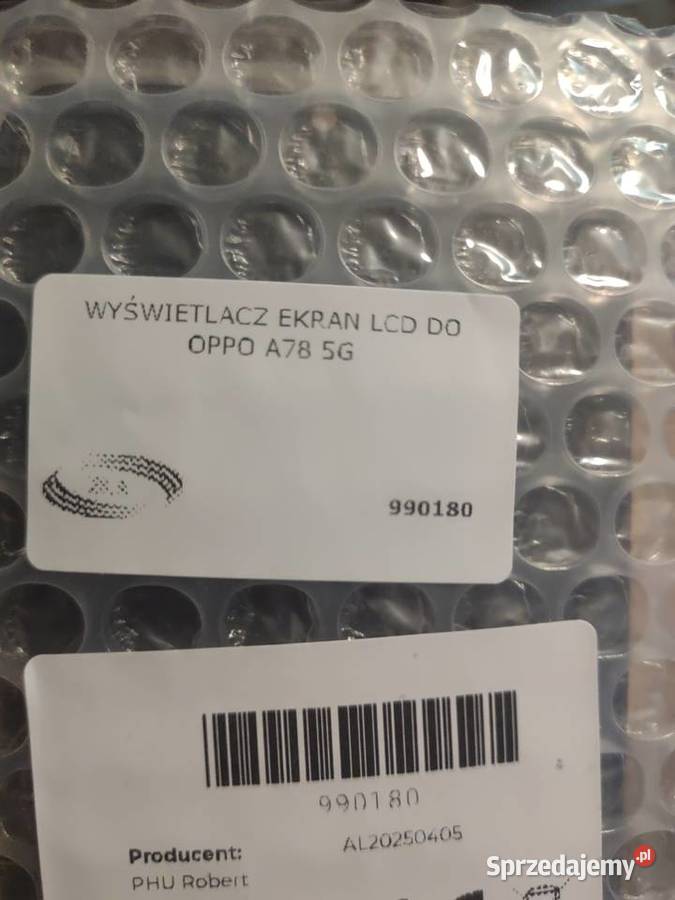 WYŚWIETLACZ EKRAN LCD DO
OPPO A78 5G
990180
990180
AL20250405
Producent:
PHU Robert
Sprzedajemy.pl